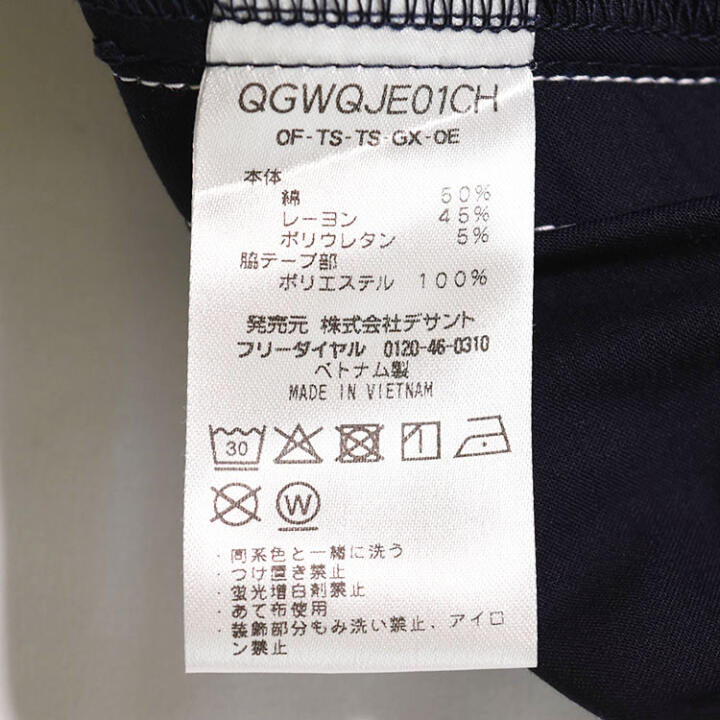 QGWQJE01CH
OF-TS-TS-GX-OE
本体
綿 50%
レーヨン 45%
ポリウレタン 5%
脇テープ部
ポリエステル 100%
発売元 株式会社デサント
フリーダイヤル 0120-46-0310
ベトナム製
MADE IN VIETNAM
30
W
・同系色と一緒に洗う
・つけ置き禁止
・蛍光増白剤禁止
・あて布使用
・装飾部分もみ洗い禁止、アイロ
ン禁止